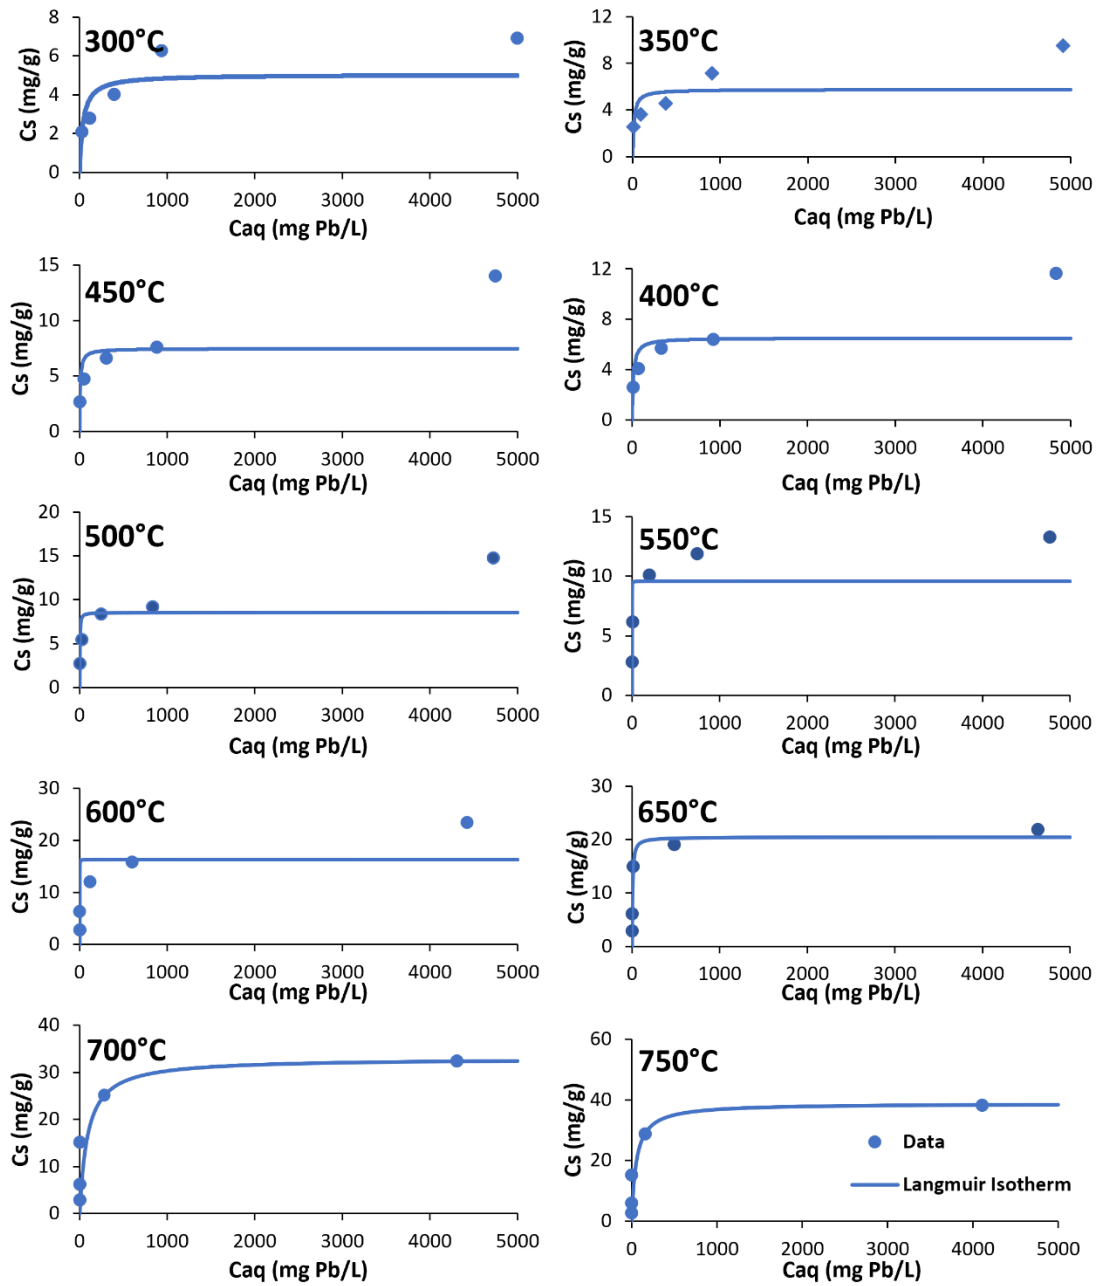 300°C
Cs (mg/g)
8
6
4
2
0
0 1000 2000 3000 4000 5000
Caq (mg Pb/L)
350°C
Cs (mg/g)
12
8
4
0
0 1000 2000 3000 4000 5000
Caq (mg Pb/L)
450°C
Cs (mg/g)
15
10
5
0
0 1000 2000 3000 4000 5000
Caq (mg Pb/L)
400°C
Cs (mg/g)
12
8
4
0
0 1000 2000 3000 4000 5000
Caq (mg Pb/L)
500°C
Cs (mg/g)
20
15
10
5
0
0 1000 2000 3000 4000 5000
Caq (mg Pb/L)
550°C
Cs (mg/g)
15
10
5
0
0 1000 2000 3000 4000 5000
Caq (mg Pb/L)
600°C
Cs (mg/g)
30
20
10
0
0 1000 2000 3000 4000 5000
Caq (mg Pb/L)
650°C
Cs (mg/g)
30
20
10
0
0 1000 2000 3000 4000 5000
Caq (mg Pb/L)
700°C
Cs (mg/g)
40
30
20
10
0
0 1000 2000 3000 4000 5000
Caq (mg Pb/L)
750°C
Cs (mg/g)
60
40
20
0
Data
Langmuir Isotherm
0 1000 2000 3000 4000 5000
Caq (mg Pb/L)